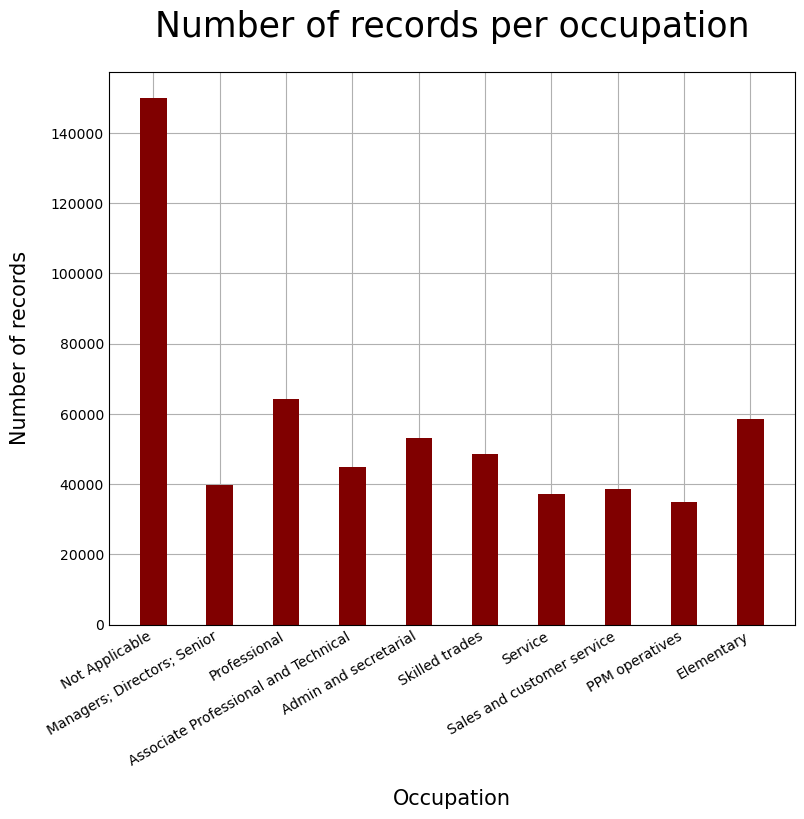 Number of records per occupation
Number of records
140000
120000
100000
80000
60000
40000
20000
0
Not Applicable
Managers; Directors; Senior
Professional
Associate Professional and Technical
Admin and secretarial
Skilled trades
Service
Sales and customer service
PPM operatives
Elementary
Occupation